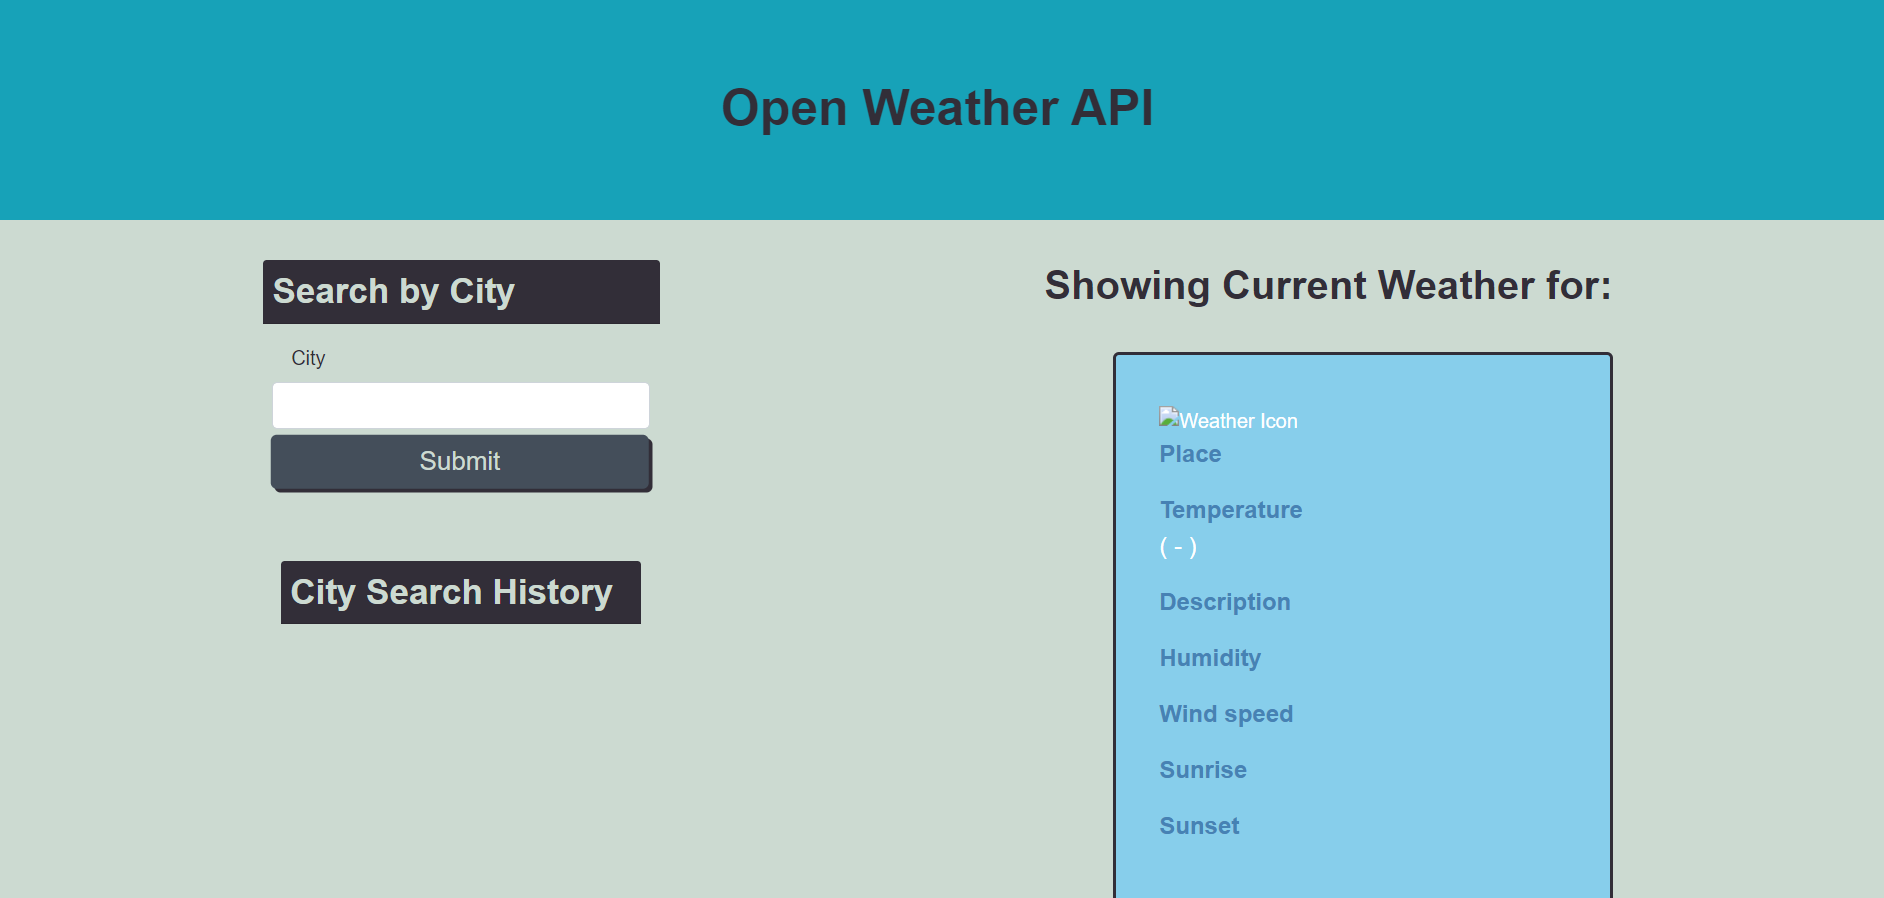 Open Weather API
Search by City
City
Submit
City Search History
Showing Current Weather for:
Weather Icon
Place
Temperature
( - )
Description
Humidity
Wind speed
Sunrise
Sunset